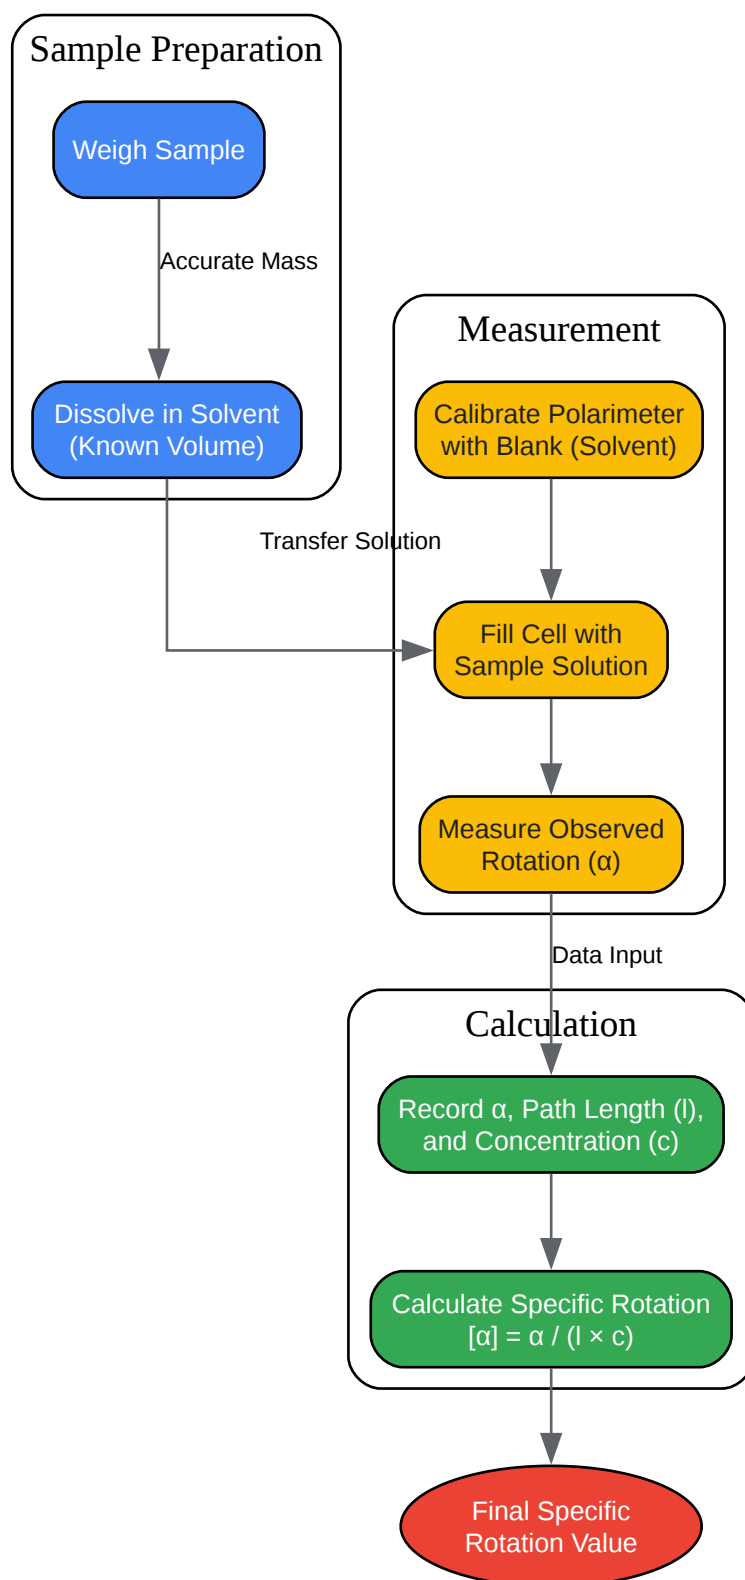 Sample Preparation
Weigh Sample
Accurate Mass
Dissolve in Solvent
(Known Volume)
Transfer Solution
Measurement
Calibrate Polarimeter
with Blank (Solvent)
Fill Cell with
Sample Solution
Measure Observed
Rotation (α)
Data Input
Calculation
Record α, Path Length (l),
and Concentration (c)
Calculate Specific Rotation
[α] = α / (l × c)
Final Specific
Rotation Value